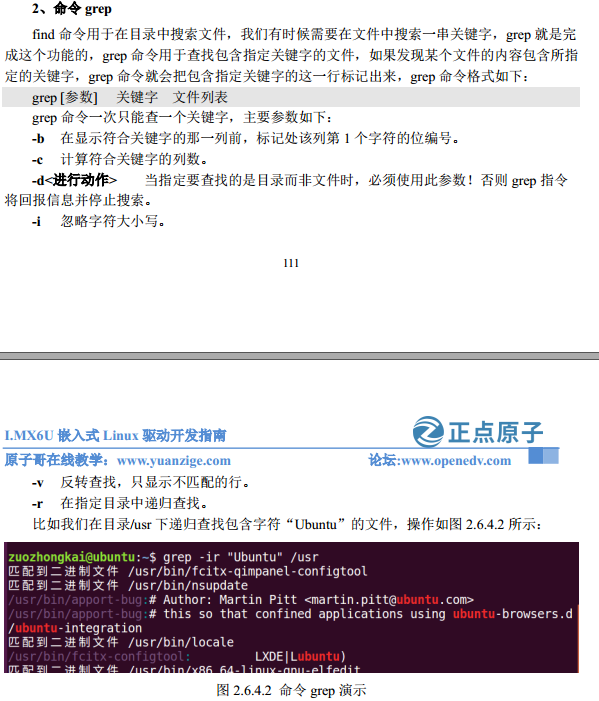 2、命令 grep
find 命令用于在目录中搜索文件，我们有时候需要在文件中搜索一串关键字，grep 就是完
成这个功能的，grep 命令用于查找包含指定关键字的文件，如果发现某个文件的内容包含所指
定的关键字，grep 命令就会把包含指定关键字的这一行标记出来，grep 命令格式如下：
grep [参数] 关键字 文件列表
grep 命令一次只能查一个关键字，主要参数如下：
-b 在显示符合关键字的那一列前，标记处该列第 1 个字符的位编号。
-c 计算符合关键字的列数。
-d<进行动作> 当指定要查找的是目录而非文件时，必须使用此参数！否则 grep 指令
将回报信息并停止搜索。
-i 忽略字符大小写。
111
正点原子
I.MX6U 嵌入式 Linux 驱动开发指南
原子哥在线教学：www.yuanzige.com 论坛:www.openedv.com
-v 反转查找，只显示不匹配的行。
-r 在指定目录中递归查找。
比如我们在目录/usr 下递归查找包含字符“Ubuntu”的文件，操作如图 2.6.4.2 所示：
zuozhongkai@ubuntu:~$ grep -ir "Ubuntu" /usr
匹配到二进制文件 /usr/bin/fcitx-qimpanel-configtool
匹配到二进制文件 /usr/bin/nsupdate
/usr/bin/apport-bug:# Author: Martin Pitt <martin.pitt@ubuntu.com>
/usr/bin/apport-bug:# this so that confined applications using ubuntu-browsers.d
/ubuntu-integration
匹配到二进制文件 /usr/bin/locale
/usr/bin/fcitx-configtool: LXDE|Lubuntu)
匹配到二进制文件 /usr/bin/x86_64-linux-gnu-elfedit
图 2.6.4.2 命令 grep 演示